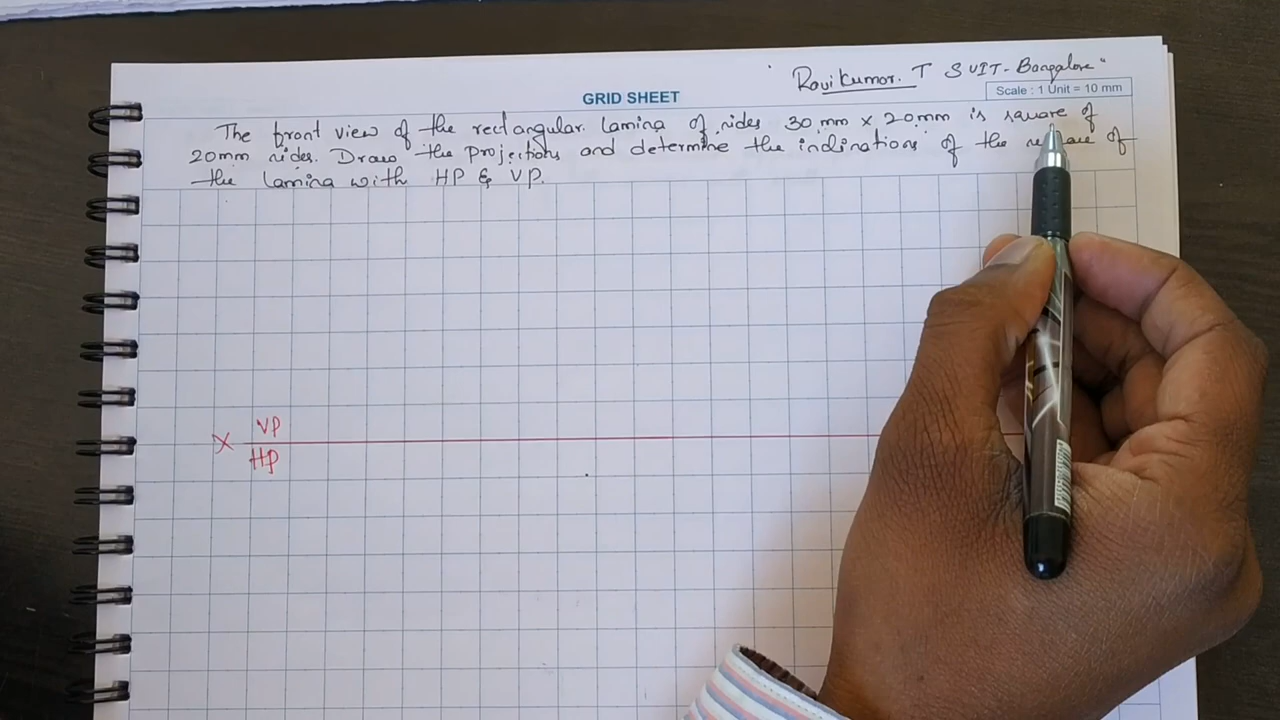 Ravikumar. T SVIT-Bangalore"
GRID SHEET
Scale : 1 Unit = 10 mm
The front view of the rectangular lamina of sides 30 mm x 20mm is square of
20mm sides. Draw the projections and determine the inclinations of the surface of
the lamina with HP & VP.
VP
X
HP